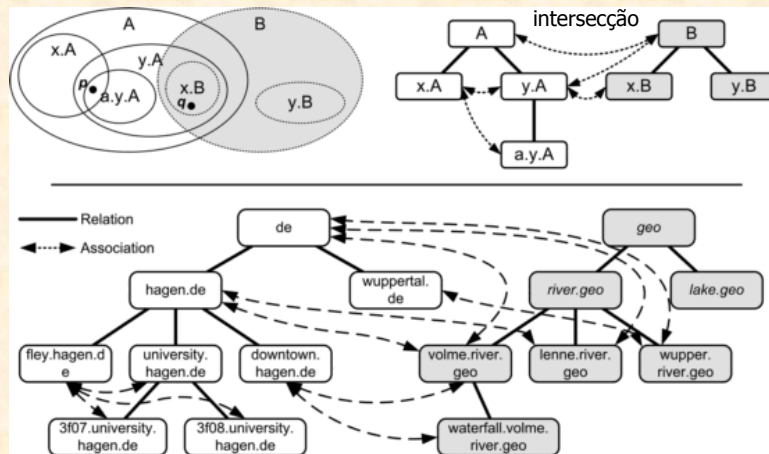 A
B
x.A
y.A
p
a.y.A
x.B
q
y.B
intersecção
A
B
x.A
y.A
x.B
y.B
a.y.A
Relation
Association
de
geo
hagen.de
wuppertal.
de
river.geo
lake.geo
fley.hagen.d
e
university.
hagen.de
downtown.
hagen.de
volme.river.
geo
lenne.river.
geo
wupper.
river.geo
3f07.university.
hagen.de
3f08.university.
hagen.de
waterfall.volme.
river.geo